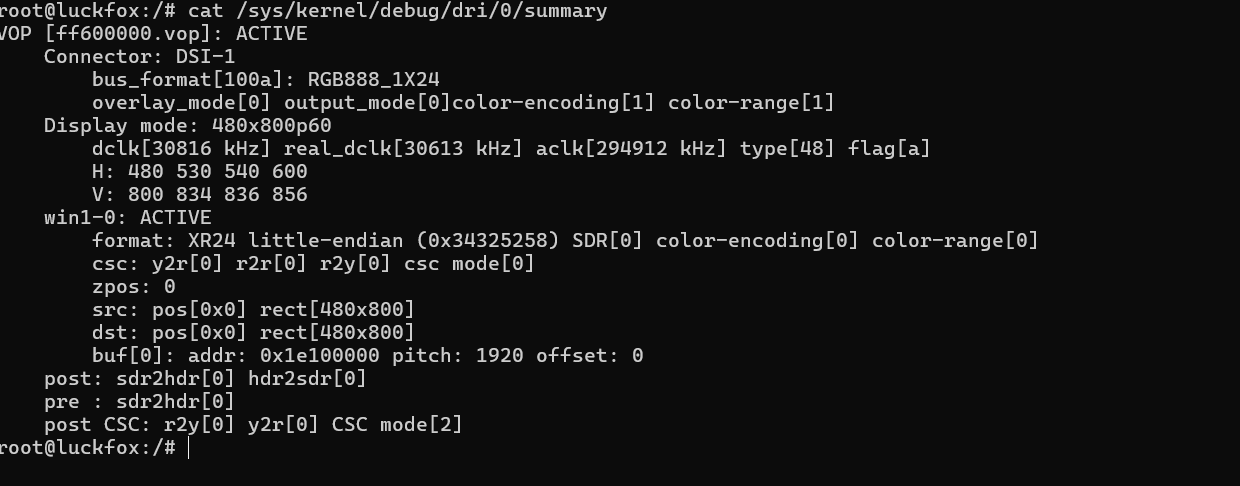 root@luckfox:/# cat /sys/kernel/debug/dri/0/summary
VOP [ff600000.vop]: ACTIVE
    Connector: DSI-1
        bus_format[100a]: RGB888_1X24
        overlay_mode[0] output_mode[0]color-encoding[1] color-range[1]
    Display mode: 480x800p60
        dclk[30816 kHz] real_dclk[30613 kHz] aclk[294912 kHz] type[48] flag[a]
        H: 480 530 540 600
        V: 800 834 836 856
    win1-0: ACTIVE
        format: XR24 little-endian (0x34325258) SDR[0] color-encoding[0] color-range[0]
        csc: y2r[0] r2r[0] r2y[0] csc mode[0]
        zpos: 0
        src: pos[0x0] rect[480x800]
        dst: pos[0x0] rect[480x800]
        buf[0]: addr: 0x1e100000 pitch: 1920 offset: 0
    post: sdr2hdr[0] hdr2sdr[0]
    pre : sdr2hdr[0]
    post CSC: r2y[0] y2r[0] CSC mode[2]
root@luckfox:/#